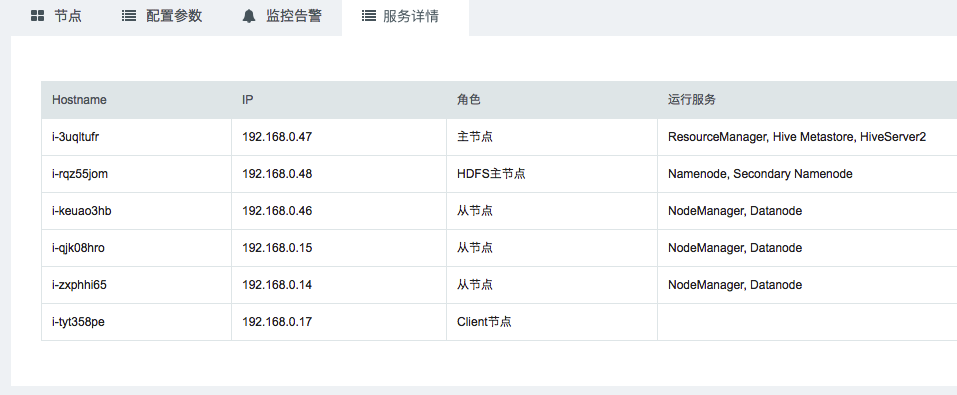 节点 配置参数 监控告警 服务详情
Hostname IP 角色 运行服务
i-3uqltufr 192.168.0.47 主节点 ResourceManager, Hive Metastore, HiveServer2
i-rqz55jom 192.168.0.48 HDFS主节点 Namenode, Secondary Namenode
i-keuao3hb 192.168.0.46 从节点 NodeManager, Datanode
i-qjk08hro 192.168.0.15 从节点 NodeManager, Datanode
i-zxphhi65 192.168.0.14 从节点 NodeManager, Datanode
i-tyt358pe 192.168.0.17 Client节点